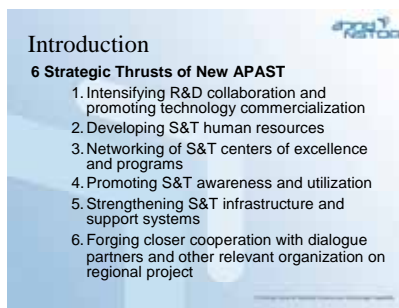 Introduction
6 Strategic Thrusts of New APAST
1. Intensifying R&D collaboration and
promoting technology commercialization
2. Developing S&T human resources
3. Networking of S&T centers of excellence
and programs
4. Promoting S&T awareness and utilization
5. Strengthening S&T infrastructure and
support systems
6. Forging closer cooperation with dialogue
partners and other relevant organization on
regional project